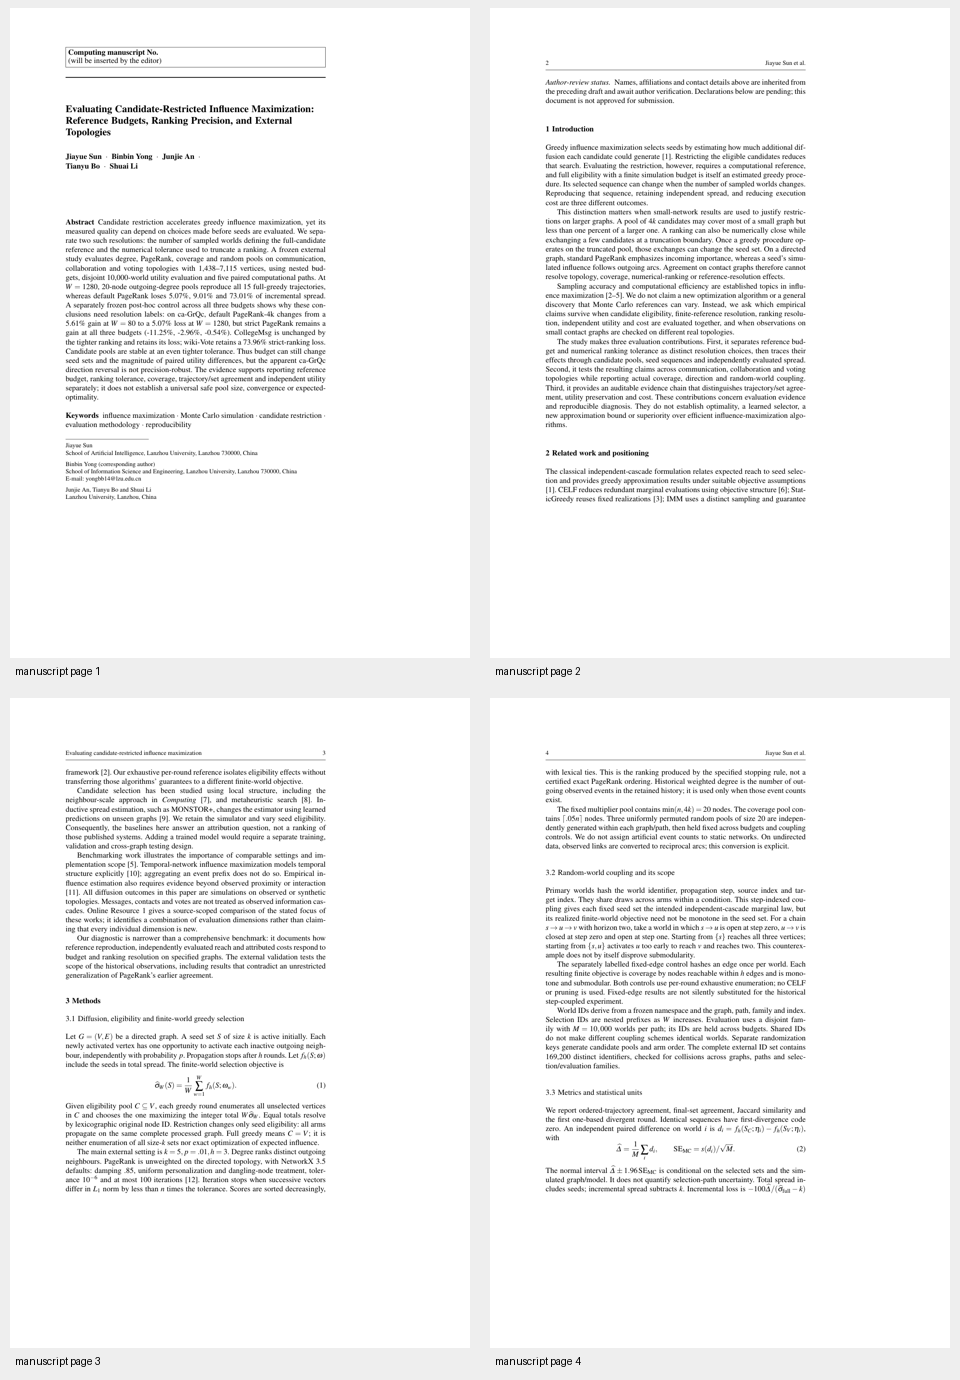 Computing manuscript No.
(will be inserted by the editor)
Evaluating Candidate-Restricted Influence Maximization:
Reference Budgets, Ranking Precision, and External
Topologies
Jiayue Sun · Binbin Yong · Junjie An ·
Tianyu Bo · Shuai Li
Abstract Candidate restriction accelerates greedy influence maximization, yet its
measured quality can depend on choices made before seeds are evaluated. We sepa-
rate two such resolutions: the number of sampled worlds defining the full-candidate
reference and the numerical tolerance used to truncate a ranking. A frozen external
study evaluates degree, PageRank, coverage and random pools on communication,
collaboration and voting topologies with 1,438–7,115 vertices, using nested bud-
gets, disjoint 10,000-world utility evaluation and five paired computational paths. At
W = 1280, 20-node outgoing-degree pools reproduce all 15 full-greedy trajectories,
whereas default PageRank loses 5.07%, 9.01% and 73.01% of incremental spread.
A separately frozen post-hoc control across all three budgets shows why these con-
clusions need resolution labels: on ca-GrQc, default PageRank-4k changes from a
5.61% gain at W = 80 to a 5.07% loss at W = 1280, but strict PageRank remains a
gain at all three budgets (-11.25%, -2.96%, -0.54%). CollegeMsg is unchanged by
the tighter ranking and retains its loss; wiki-Vote retains a 73.96% strict-ranking loss.
Candidate pools are stable at an even tighter tolerance. Thus budget can still change
seed sets and the magnitude of paired utility differences, but the apparent ca-GrQc
direction reversal is not precision-robust. The evidence supports reporting reference
budget, ranking tolerance, coverage, trajectory/set agreement and independent utility
separately; it does not establish a universal safe pool size, convergence or expected-
optimality.
Keywords influence maximization · Monte Carlo simulation · candidate restriction ·
evaluation methodology · reproducibility
Jiayue Sun
School of Artificial Intelligence, Lanzhou University, Lanzhou 730000, China
Binbin Yong (corresponding author)
School of Information Science and Engineering, Lanzhou University, Lanzhou 730000, China
E-mail: yongbb14@lzu.edu.cn
Junjie An, Tianyu Bo and Shuai Li
Lanzhou University, Lanzhou, China
manuscript page 1
2 Jiayue Sun et al.
Author-review status. Names, affiliations and contact details above are inherited from
the preceding draft and await author verification. Declarations below are pending; this
document is not approved for submission.
1 Introduction
Greedy influence maximization selects seeds by estimating how much additional dif-
fusion each candidate could generate [1]. Restricting the eligible candidates reduces
that search. Evaluating the restriction, however, requires a computational reference,
and full eligibility with a finite simulation budget is itself an estimated greedy proce-
dure. Its selected sequence can change when the number of sampled worlds changes.
Reproducing that sequence, retaining independent spread, and reducing execution
cost are three different outcomes.
This distinction matters when small-network results are used to justify restric-
tions on larger graphs. A pool of 4k candidates may cover most of a small graph but
less than one percent of a larger one. A ranking can also be numerically close while
exchanging a few candidates at a truncation boundary. Once a greedy procedure op-
erates on the truncated pool, those exchanges can change the seed set. On a directed
graph, standard PageRank emphasizes incoming importance, whereas a seed's simu-
lated influence follows outgoing arcs. Agreement on contact graphs therefore cannot
resolve topology, coverage, numerical-ranking or reference-resolution effects.
Sampling accuracy and computational efficiency are established topics in influ-
ence maximization [2–5]. We do not claim a new optimization algorithm or a general
discovery that Monte Carlo references can vary. Instead, we ask which empirical
claims survive when candidate eligibility, finite-reference resolution, ranking resolu-
tion, independent utility and cost are evaluated together, and when observations on
small contact graphs are checked on different real topologies.
The study makes three evaluation contributions. First, it separates reference bud-
get and numerical ranking tolerance as distinct resolution choices, then traces their
effects through candidate pools, seed sequences and independently evaluated spread.
Second, it tests the resulting claims across communication, collaboration and voting
topologies while reporting actual coverage, direction and random-world coupling.
Third, it provides an auditable evidence chain that distinguishes trajectory/set agree-
ment, utility preservation and cost. These contributions concern evaluation evidence
and reproducible diagnosis. They do not establish optimality, a learned selector, a
new approximation bound or superiority over efficient influence-maximization algo-
rithms.
2 Related work and positioning
The classical independent-cascade formulation relates expected reach to seed selec-
tion and provides greedy approximation results under suitable objective assumptions
[1]. CELF reduces redundant marginal evaluations using objective structure [6]; Stat-
icGreedy reuses fixed realizations [3]; IMM uses a distinct sampling and guarantee
manuscript page 2
Evaluating candidate-restricted influence maximization 3
framework [2]. Our exhaustive per-round reference isolates eligibility effects without
transferring those algorithms' guarantees to a different finite-world objective.
Candidate selection has been studied using local structure, including the
neighbour-scale approach in Computing [7], and metaheuristic search [8]. In-
ductive spread estimation, such as MONSTOR+, changes the estimator using learned
predictions on unseen graphs [9]. We retain the simulator and vary seed eligibility.
Consequently, the baselines here answer an attribution question, not a ranking of
those published systems. Adding a trained model would require a separate training,
validation and cross-graph testing design.
Benchmarking work illustrates the importance of comparable settings and im-
plementation scope [5]. Temporal-network influence maximization models temporal
structure explicitly [10]; aggregating an event prefix does not do so. Empirical in-
fluence estimation also requires evidence beyond observed proximity or interaction
[11]. All diffusion outcomes in this paper are simulations on observed or synthetic
topologies. Messages, contacts and votes are not treated as observed information cas-
cades. Online Resource 1 gives a source-scoped comparison of the stated focus of
these works; it identifies a combination of evaluation dimensions rather than claim-
ing that every individual dimension is new.
Our diagnostic is narrower than a comprehensive benchmark: it documents how
reference reproduction, independently evaluated reach and attributed costs respond to
budget and ranking resolution on specified graphs. The external validation tests the
scope of the historical observations, including results that contradict an unrestricted
generalization of PageRank's earlier agreement.
3 Methods
3.1 Diffusion, eligibility and finite-world greedy selection
Let G = (V,E) be a directed graph. A seed set S of size k is active initially. Each
newly activated vertex has one opportunity to activate each inactive outgoing neigh-
bour, independently with probability p. Propagation stops after h rounds. Let f_h(S;ω)
include the seeds in total spread. The finite-world selection objective is
σ̂_W(S) = 1/W ∑_{w=1}^{W} f_h(S;ω_w). (1)
Given eligibility pool C ⊆ V, each greedy round enumerates all unselected vertices
in C and chooses the one maximizing the integer total Wσ̂_W. Equal totals resolve
by lexicographic original node ID. Restriction changes only seed eligibility: all arms
propagate on the same complete processed graph. Full greedy means C = V; it is
neither enumeration of all size-k sets nor exact optimization of expected influence.
The main external setting is k = 5, p = .01, h = 3. Degree ranks distinct outgoing
neighbours. PageRank is unweighted on the directed topology, with NetworkX 3.5
defaults: damping .85, uniform personalization and dangling-node treatment, toler-
ance 10⁻⁶ and at most 100 iterations [12]. Iteration stops when successive vectors
differ in L₁ norm by less than n times the tolerance. Scores are sorted decreasingly,
manuscript page 3
4 Jiayue Sun et al.
with lexical ties. This is the ranking produced by the specified stopping rule, not a
certified exact PageRank ordering. Historical weighted degree is the number of out-
going observed events in the retained history; it is used only when those event counts
exist.
The fixed multiplier pool contains min(n,4k) = 20 nodes. The coverage pool con-
tains ⌈.05n⌉ nodes. Three uniformly permuted random pools of size 20 are indepen-
dently generated within each graph/path, then held fixed across budgets and coupling
controls. We do not assign artificial event counts to static networks. On undirected
data, observed links are converted to reciprocal arcs; this conversion is explicit.
3.2 Random-world coupling and its scope
Primary worlds hash the world identifier, propagation step, source index and tar-
get index. They share draws across arms within a condition. This step-indexed cou-
pling gives each fixed seed set the intended independent-cascade marginal law, but
its realized finite-world objective need not be monotone in the seed set. For a chain
s → u → v with horizon two, take a world in which s → u is open at step zero, u → v is
closed at step zero and open at step one. Starting from {s} reaches all three vertices;
starting from {s,u} activates u too early to reach v and reaches two. This counterex-
ample does not by itself disprove submodularity.
The separately labelled fixed-edge control hashes an edge once per world. Each
resulting finite objective is coverage by nodes reachable within h edges and is mono-
tone and submodular. Both controls use per-round exhaustive enumeration; no CELF
or pruning is used. Fixed-edge results are not silently substituted for the historical
step-coupled experiment.
World IDs derive from a frozen namespace and the graph, path, family and index.
Selection IDs are nested prefixes as W increases. Evaluation uses a disjoint fam-
ily with M = 10,000 worlds per path; its IDs are held across budgets. Shared IDs
do not make different coupling schemes identical worlds. Separate randomization
keys generate candidate pools and arm order. The complete external ID set contains
169,200 distinct identifiers, checked for collisions across graphs, paths and selec-
tion/evaluation families.
3.3 Metrics and statistical units
We report ordered-trajectory agreement, final-set agreement, Jaccard similarity and
the first one-based divergent round. Identical sequences have first-divergence code
zero. An independent paired difference on world i is d_i = f_h(S_C;η_i) − f_h(S_V;η_i),
with
Δ̂ = 1/M ∑_i d_i, SE_MC = s(d_i)/√M. (2)
The normal interval Δ̂ ± 1.96SE_MC is conditional on the selected sets and the sim-
ulated graph/model. It does not quantify selection-path uncertainty. Total spread in-
cludes seeds; incremental spread subtracts k. Incremental loss is −100Δ̂/(σ̂_full − k)
manuscript page 4